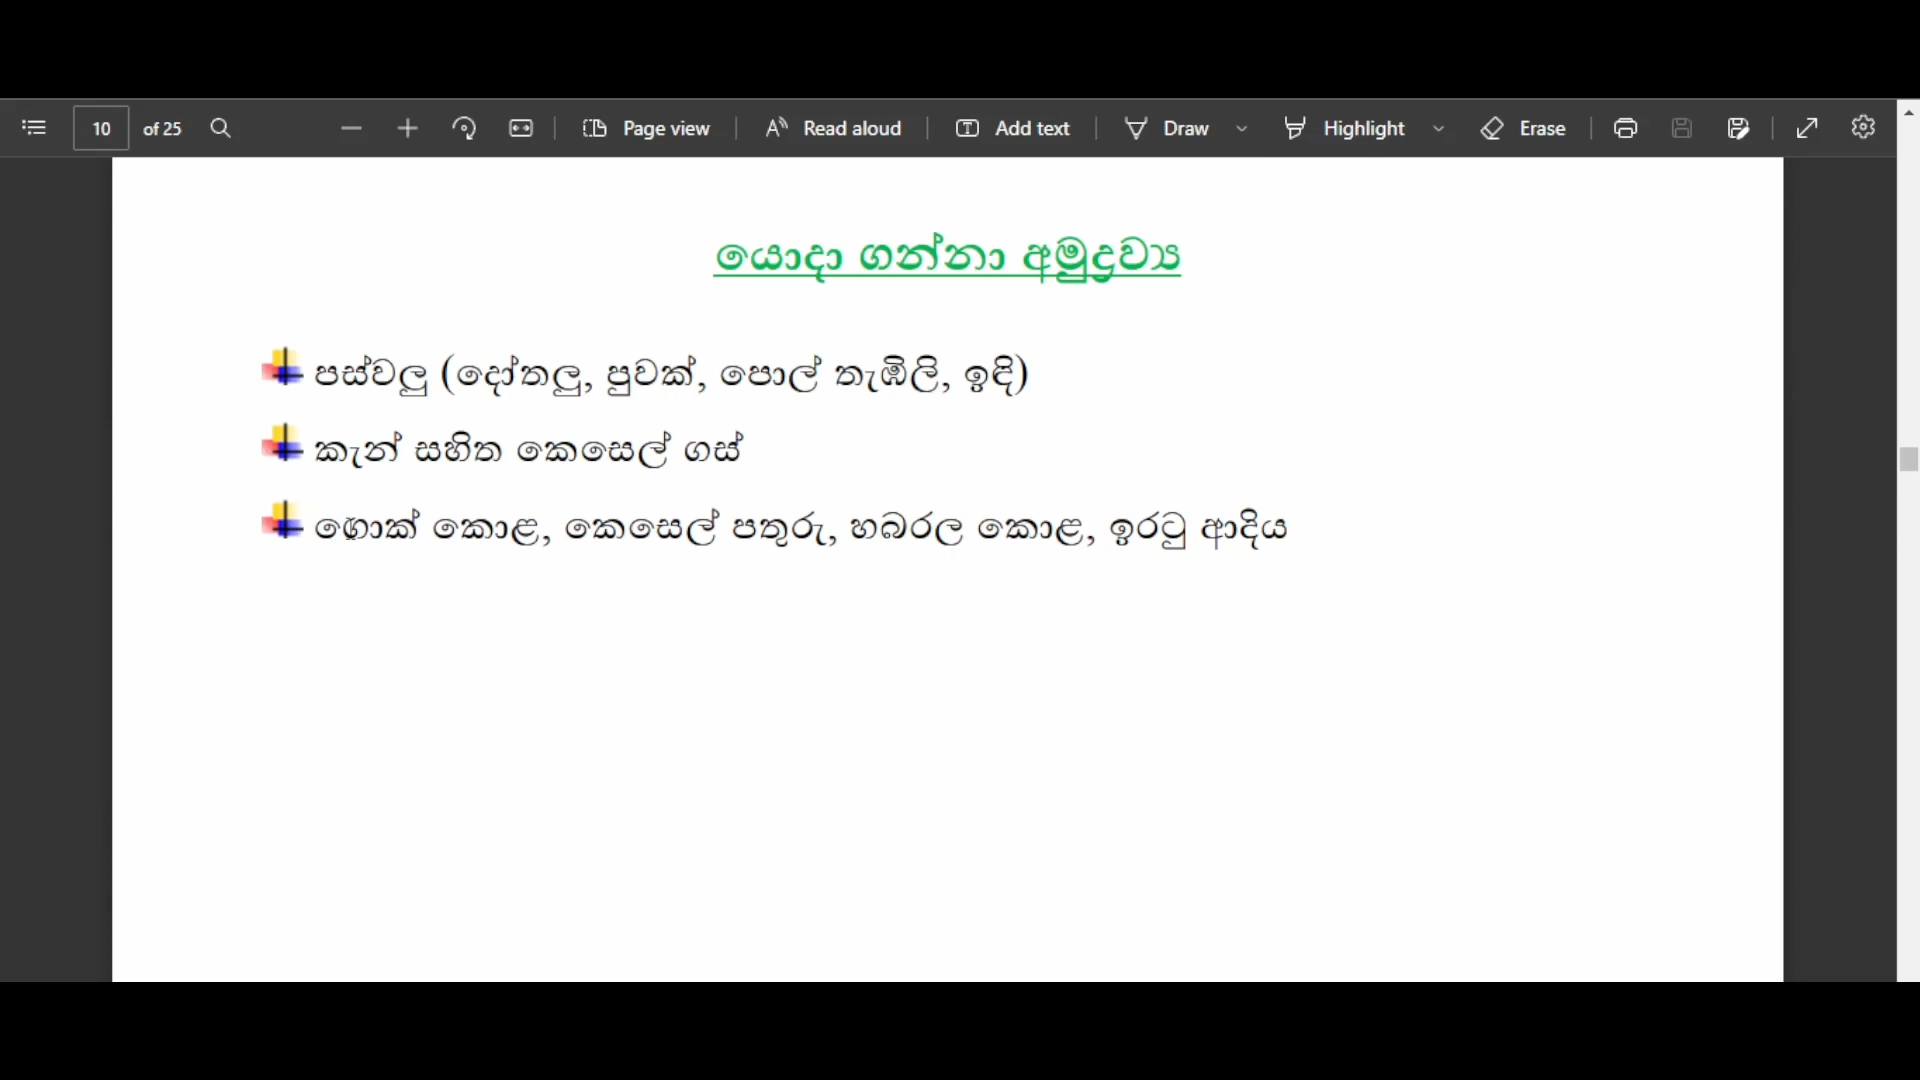 10 of 25 Page view Read aloud Add text Draw Highlight Erase
යොදා ගන්නා අමුද්‍රව්‍ය
පස්වලු (දෝතලු, පුවක්, පොල් තැඹිලි, ඉඳි)
කැන් සහිත කෙසෙල් ගස්
ගොක් කොළ, කෙසෙල් පතුරු, හබරල කොළ, ඉරටු ආදිය